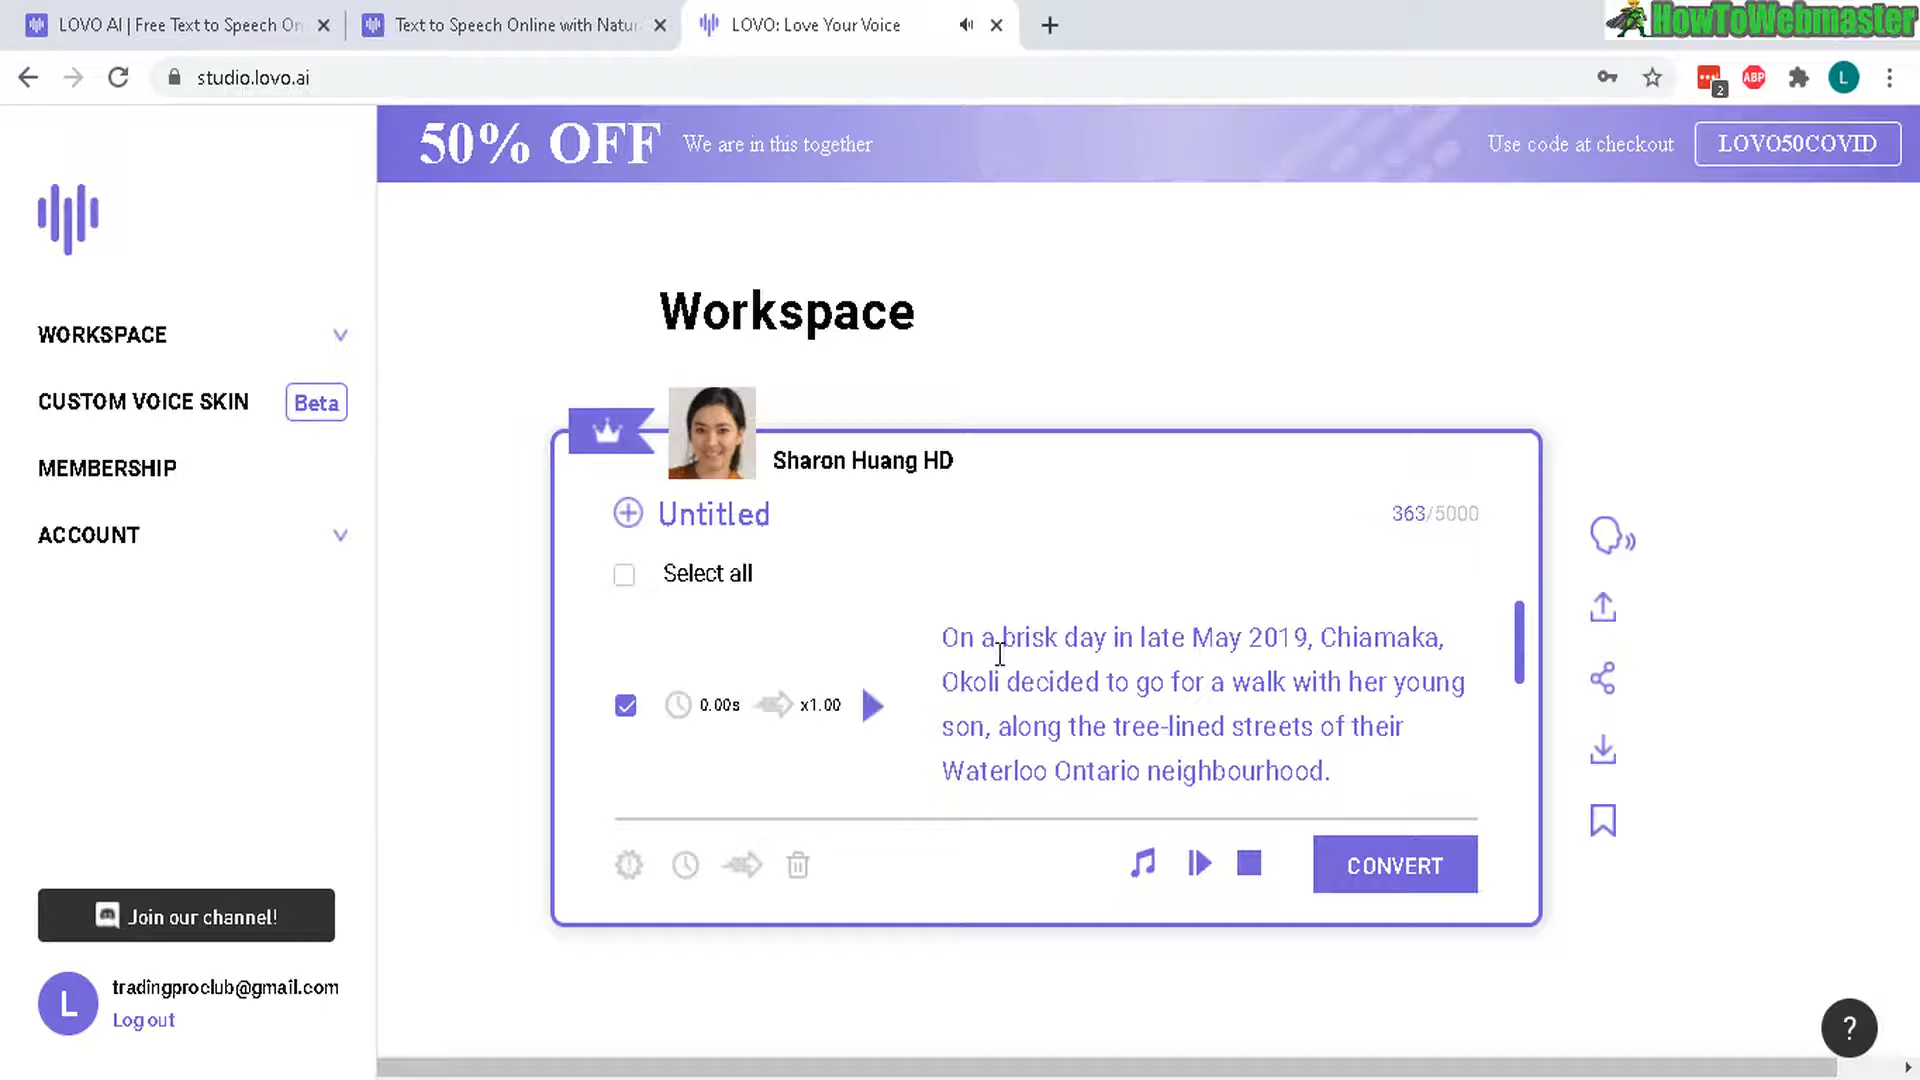 LOVO AI | Free Text to Speech On
Text to Speech Online with Natur
LOVO: Love Your Voice
HowToWebmaster
studio.lovo.ai
2
ABP
L
50% OFF
We are in this together
Use code at checkout
LOVO50COVID
WORKSPACE
CUSTOM VOICE SKIN
Beta
MEMBERSHIP
ACCOUNT
Workspace
Sharon Huang HD
Untitled
363/5000
Select all
0.00s
x1.00
On a brisk day in late May 2019, Chiamaka,
Okoli decided to go for a walk with her young
son, along the tree-lined streets of their
Waterloo Ontario neighbourhood.
CONVERT
Join our channel!
L
tradingproclub@gmail.com
Log out
?